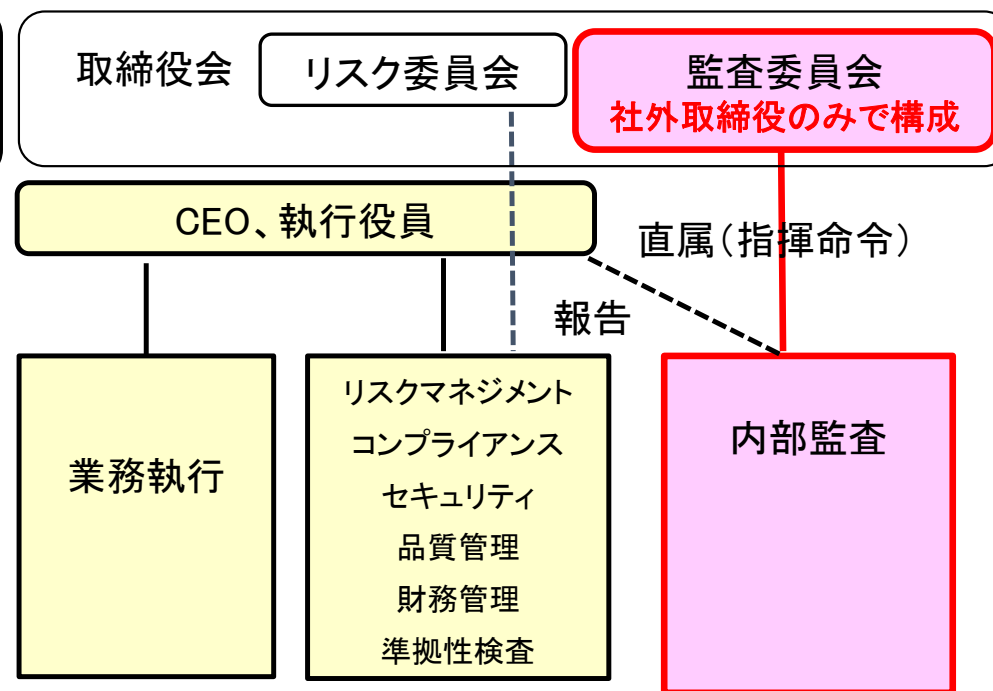 取締役会
リスク委員会
監査委員会
社外取締役のみで構成
CEO、執行役員
直属(指揮命令)
報告
業務執行
リスクマネジメント
コンプライアンス
セキュリティ
品質管理
財務管理
準拠性検査
内部監査